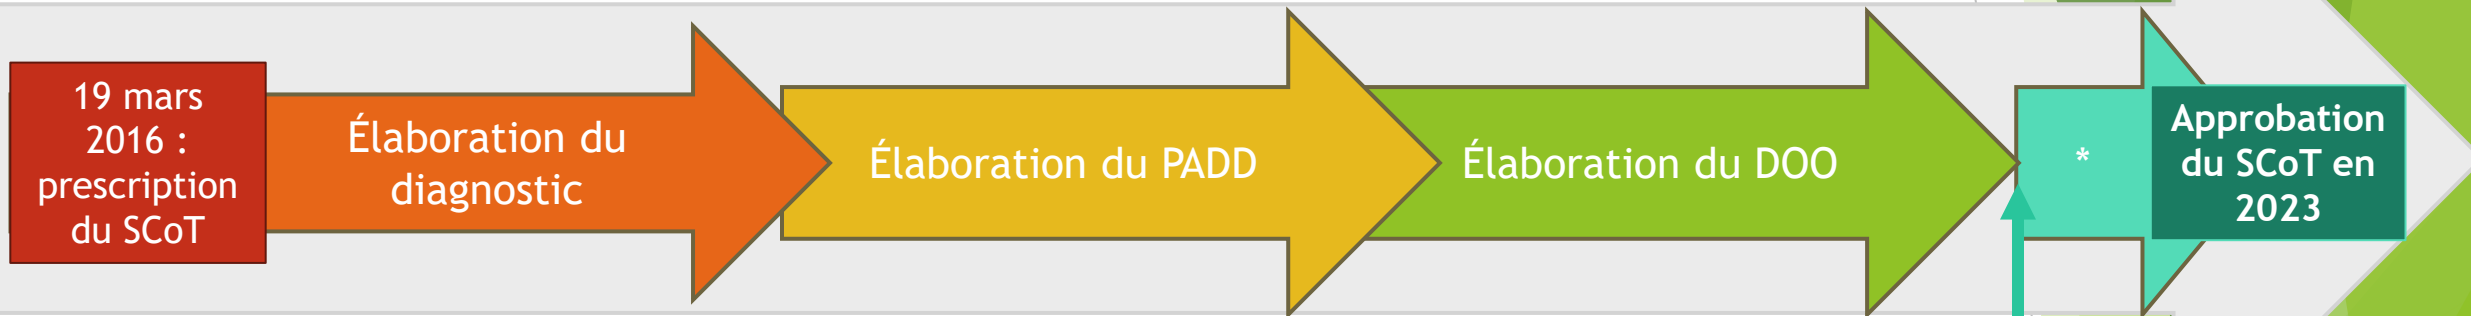 19 mars
2016 :
prescription
du SCoT
Élaboration du
diagnostic
Élaboration du PADD
Élaboration du DOO
*
Approbation
du SCoT en
2023